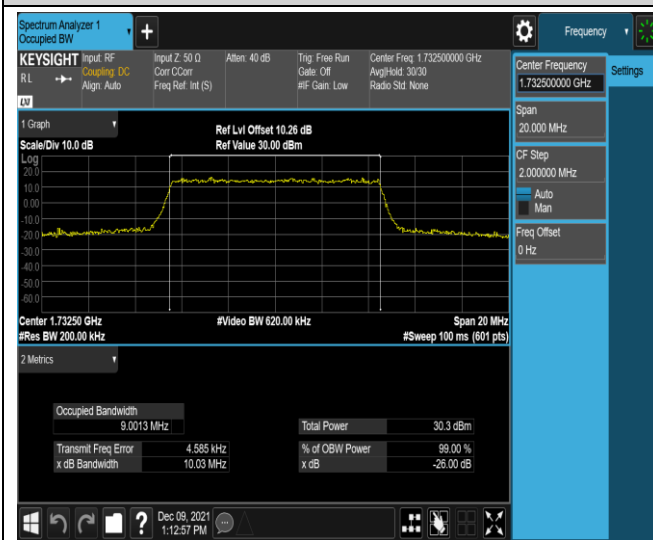 Spectrum Analyzer 1
Occupied BW
+
Frequency
KEYSIGHT Input: RF Input Z: 50 Ω Atten: 40 dB Trig: Free Run Center Freq: 1.732500000 GHz
RL Coupling: DC Corr CCorr Gate: Off Avg|Hold: 30/30
Align: Auto Freq Ref: Int (S) #IF Gain: Low Radio Std: None
LXI
Center Frequency
1.732500000 GHz
Settings
Span
20.000 MHz
CF Step
2.000000 MHz
Auto
Man
Freq Offset
0 Hz
1 Graph
Ref Lvl Offset 10.26 dB
Scale/Div 10.0 dB Ref Value 30.00 dBm
Log
20.0
10.0
0.00
-10.0
-20.0
-30.0
-40.0
-50.0
-60.0
Center 1.73250 GHz #Video BW 620.00 kHz Span 20 MHz
#Res BW 200.00 kHz #Sweep 100 ms (601 pts)
2 Metrics
Occupied Bandwidth
9.0013 MHz Total Power 30.3 dBm
Transmit Freq Error 4.585 kHz % of OBW Power 99.00 %
x dB Bandwidth 10.03 MHz x dB -26.00 dB
? Dec 09, 2021
1:12:57 PM